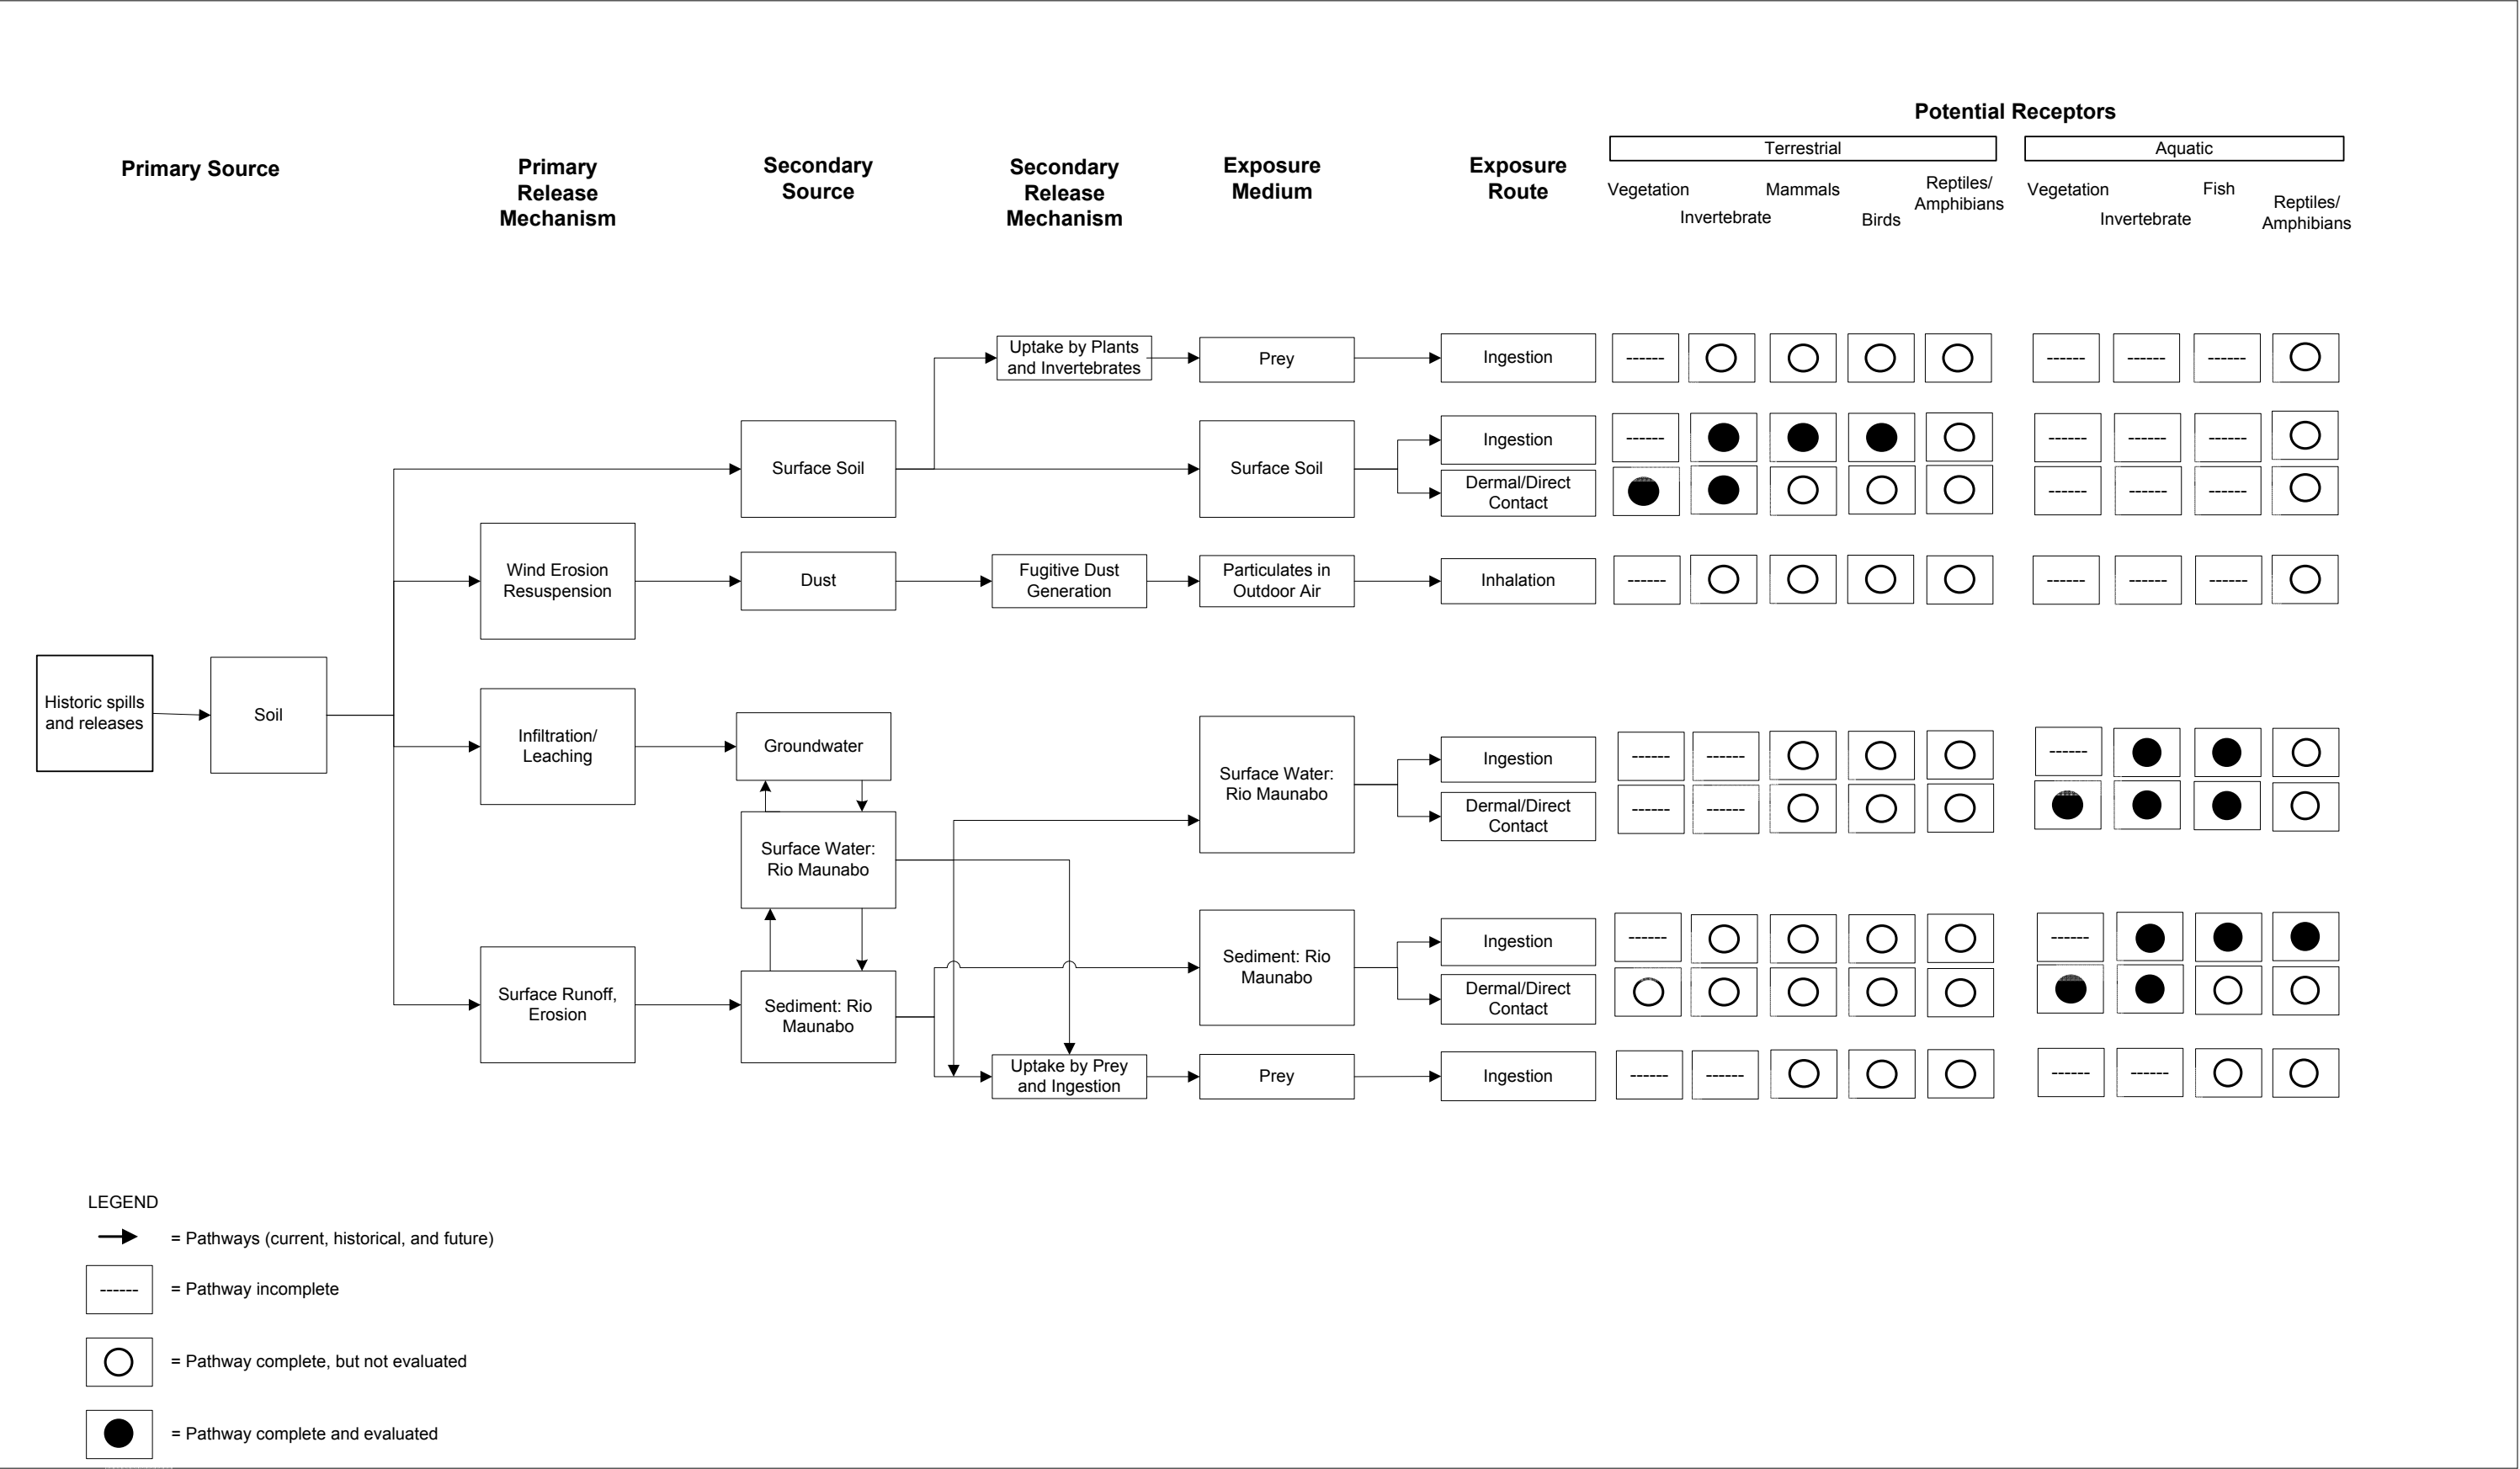 Potential Receptors
Terrestrial
Aquatic
Primary Source
Primary
Release
Mechanism
Secondary
Source
Secondary
Release
Mechanism
Exposure
Medium
Exposure
Route
Vegetation
Invertebrate
Mammals
Birds
Reptiles/
Amphibians
Vegetation
Invertebrate
Fish
Reptiles/
Amphibians
Uptake by Plants
and Invertebrates
Prey
Ingestion
------ 
------ ------ ------
Surface Soil
Surface Soil
Ingestion
------
------ ------ ------
Dermal/Direct
Contact
------ ------ ------
Wind Erosion
Resuspension
Dust
Fugitive Dust
Generation
Particulates in
Outdoor Air
Inhalation
------
------ ------ ------
Historic spills
and releases
Soil
Infiltration/
Leaching
Groundwater
Surface Water:
Rio Maunabo
Surface Water:
Rio Maunabo
Ingestion
------ ------
------
Dermal/Direct
Contact
------ ------
Surface Runoff,
Erosion
Sediment: Rio
Maunabo
Sediment: Rio
Maunabo
Ingestion
------
------
Dermal/Direct
Contact
Uptake by Prey
and Ingestion
Prey
Ingestion
------ ------
------ ------
LEGEND
= Pathways (current, historical, and future)
------ = Pathway incomplete
= Pathway complete, but not evaluated
= Pathway complete and evaluated